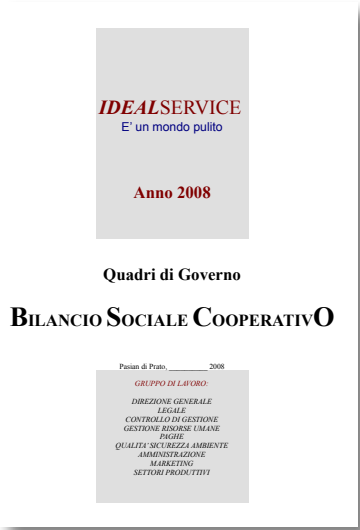 IDEALSERVICE
E' un mondo pulito
Anno 2008
Quadri di Governo
BILANCIO SOCIALE COOPERATIVO
Pasian di Prato, ___________ 2008
GRUPPO DI LAVORO:
DIREZIONE GENERALE
LEGALE
CONTROLLO DI GESTIONE
GESTIONE RISORSE UMANE
PAGHE
QUALITA' SICUREZZA AMBIENTE
AMMINISTRAZIONE
MARKETING
SETTORI PRODUTTIVI